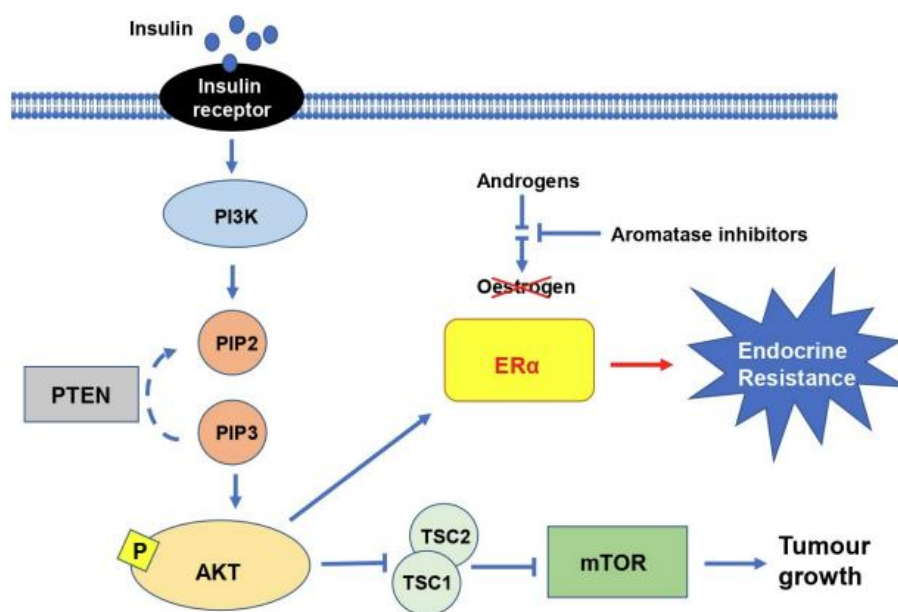 Insulin
Insulin
receptor
PI3K
Androgens
Aromatase inhibitors
Oestrogen
PIP2
ERα
Endocrine
Resistance
PTEN
PIP3
P
AKT
TSC2
TSC1
mTOR
Tumour
growth